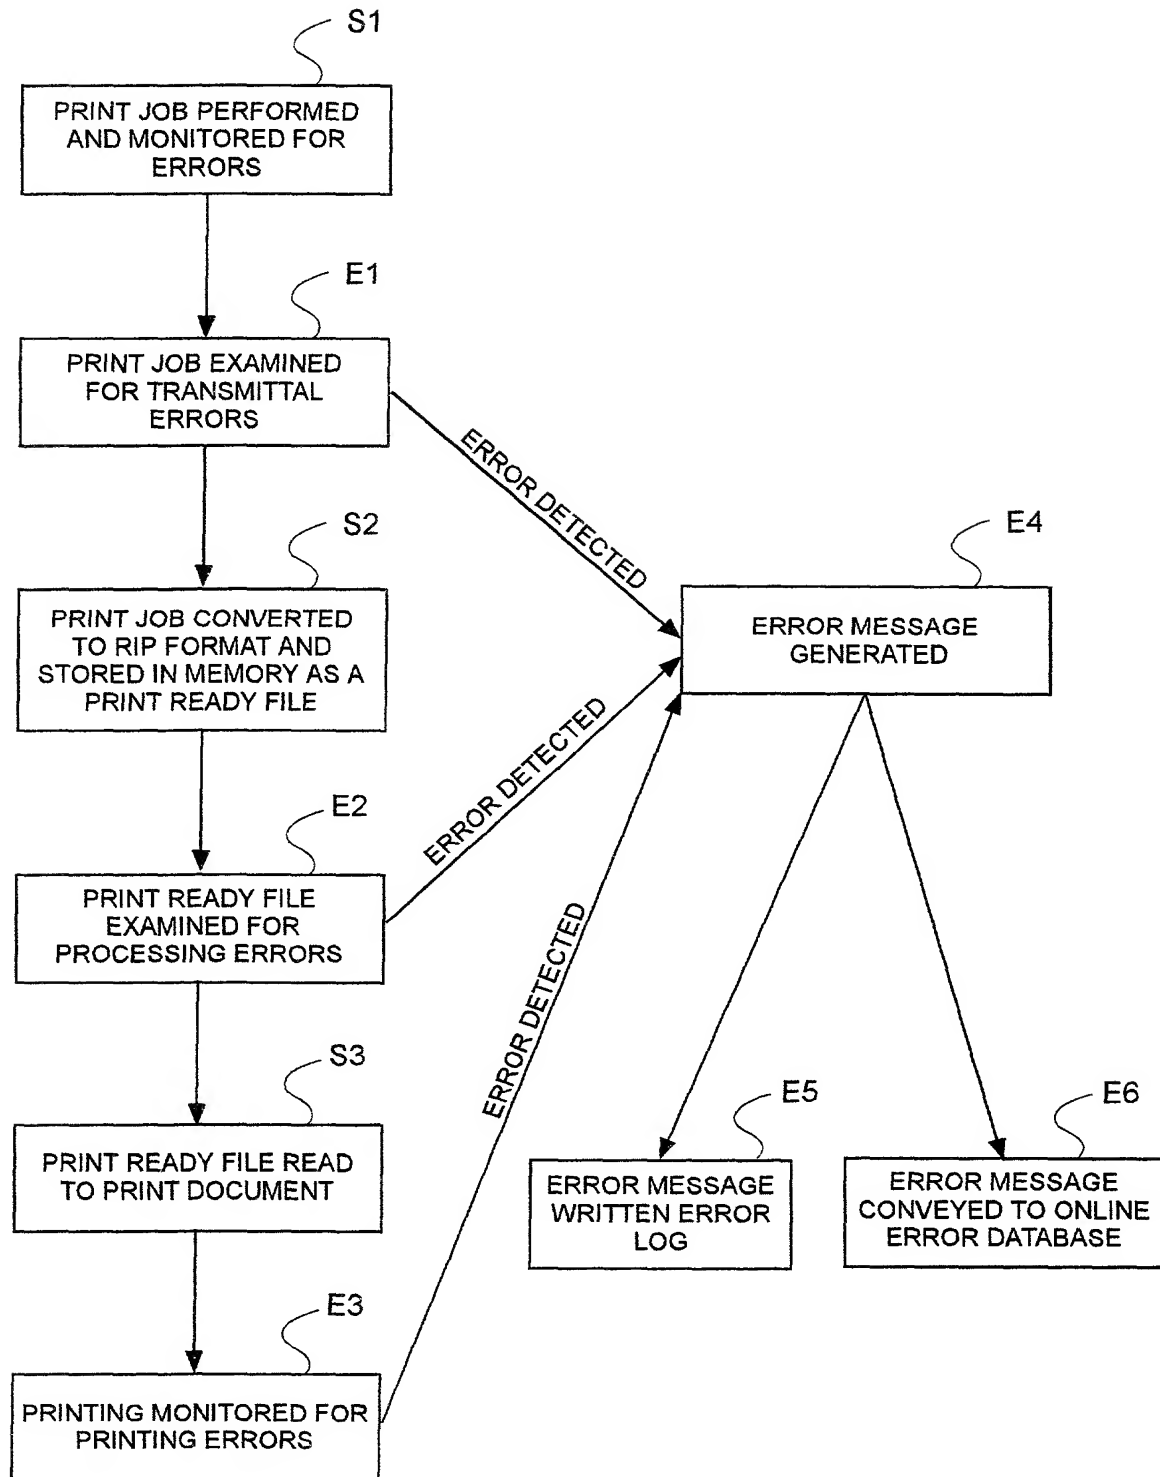 S1
PRINT JOB PERFORMED
AND MONITORED FOR
ERRORS
E1
PRINT JOB EXAMINED
FOR TRANSMITTAL
ERRORS
ERROR DETECTED
S2
PRINT JOB CONVERTED
TO RIP FORMAT AND
STORED IN MEMORY AS A
PRINT READY FILE
E4
ERROR MESSAGE
GENERATED
ERROR DETECTED
E2
PRINT READY FILE
EXAMINED FOR
PROCESSING ERRORS
ERROR DETECTED
S3
PRINT READY FILE READ
TO PRINT DOCUMENT
E5
ERROR MESSAGE
WRITTEN ERROR
LOG
E6
ERROR MESSAGE
CONVEYED TO ONLINE
ERROR DATABASE
E3
PRINTING MONITORED FOR
PRINTING ERRORS